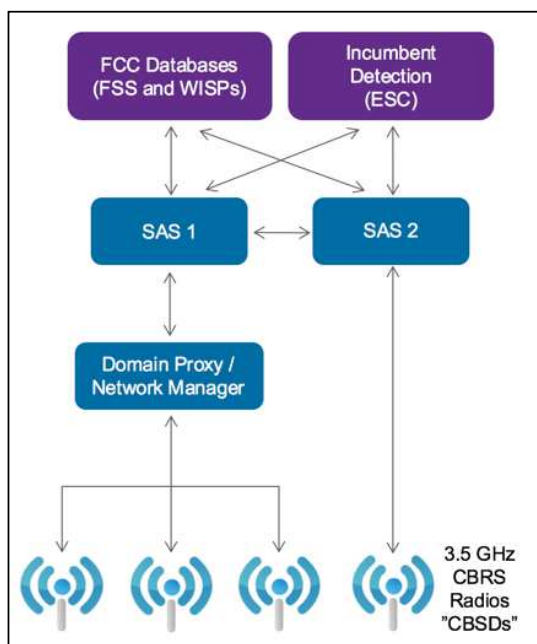 FCC Databases
(FSS and WISPs)
Incumbent
Detection
(ESC)
SAS 1
SAS 2
Domain Proxy /
Network Manager
3.5 GHz
CBRS
Radios
"CBSDs"